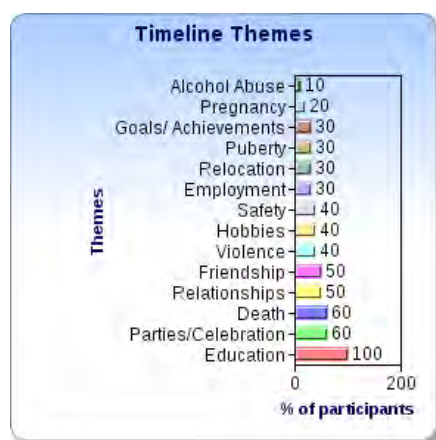 Timeline Themes
Alcohol Abuse 10
Pregnancy 20
Goals/ Achievements 30
Puberty 30
Relocation 30
Employment 30
Safety 40
Hobbies 40
Violence 40
Friendship 50
Relationships 50
Death 60
Parties/Celebration 60
Education 100
Themes
0 200
% of participants